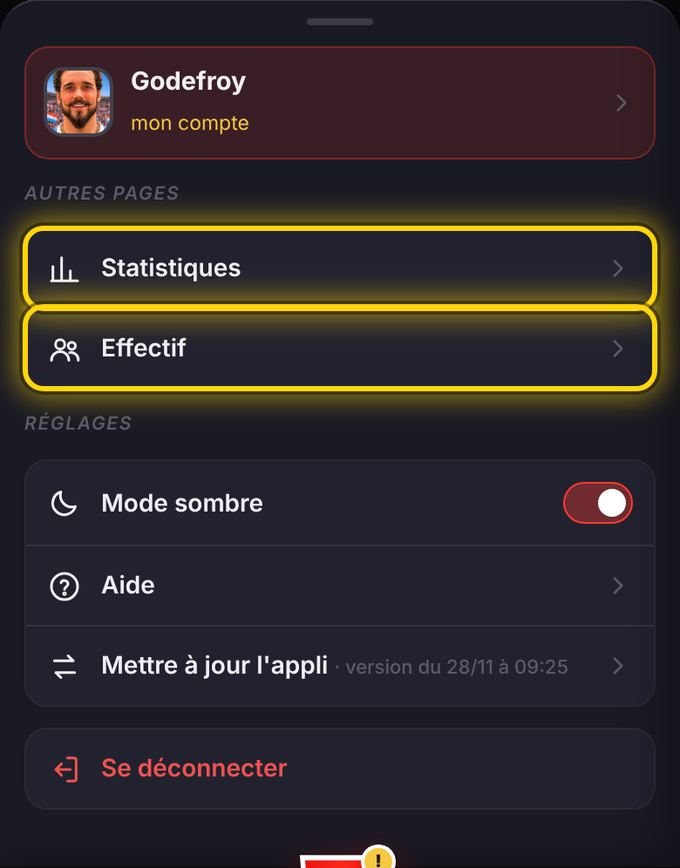 Godefroy
mon compte
AUTRES PAGES
Statistiques
Effectif
RÉGLAGES
Mode sombre
Aide
Mettre à jour l'appli · version du 28/11 à 09:25
Se déconnecter
!